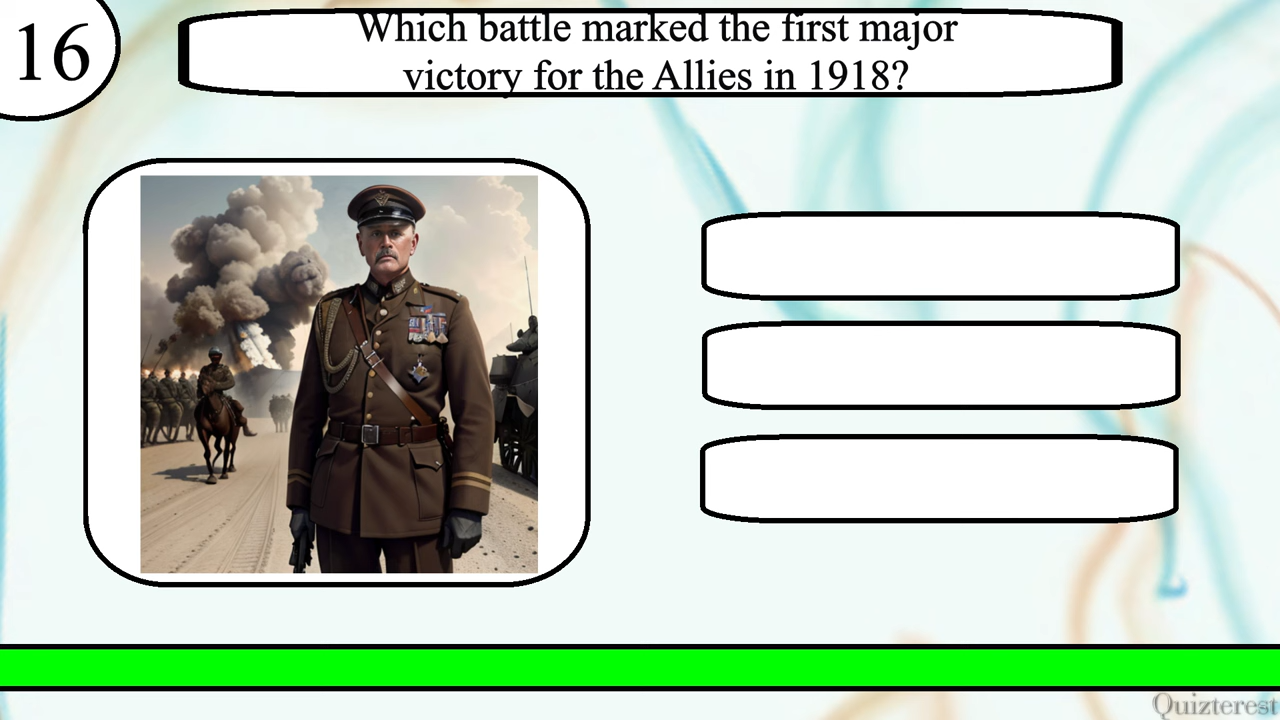 16
Which battle marked the first major
victory for the Allies in 1918?
Quizterest